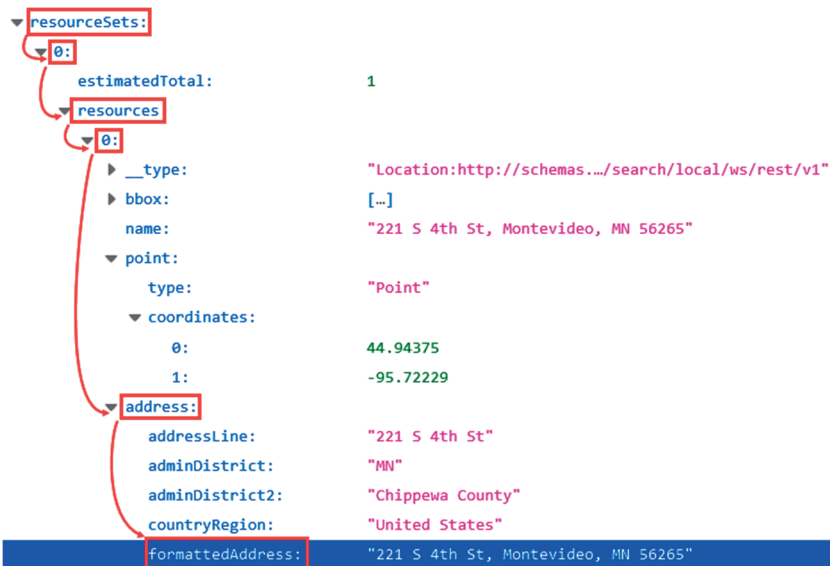 resourceSets:
0:
estimatedTotal: 1
resources
0:
__type: "Location:http://schemas.…/search/local/ws/rest/v1"
bbox: […]
name: "221 S 4th St, Montevideo, MN 56265"
point:
type: "Point"
coordinates:
0: 44.94375
1: -95.72229
address:
addressLine: "221 S 4th St"
adminDistrict: "MN"
adminDistrict2: "Chippewa County"
countryRegion: "United States"
formattedAddress: "221 S 4th St, Montevideo, MN 56265"